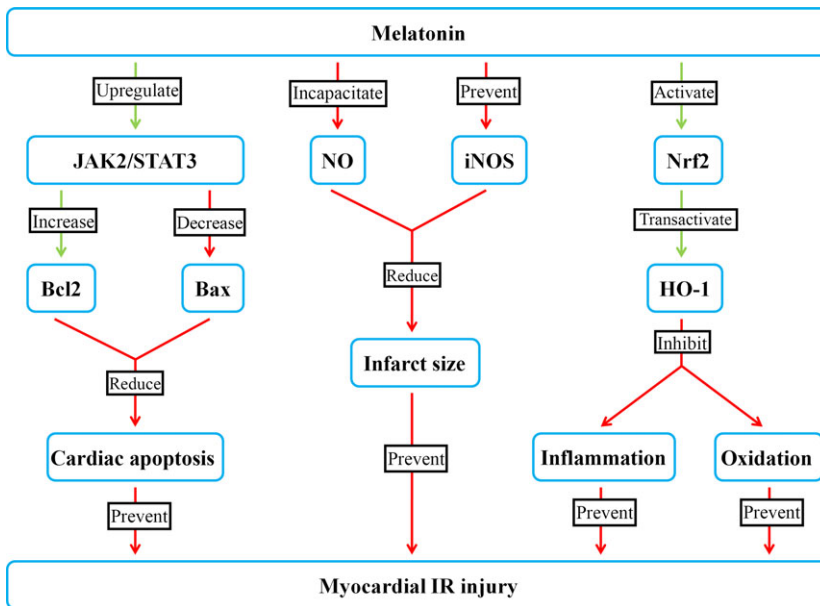 Melatonin
Upregulate
Incapacitate
Prevent
Activate
JAK2/STAT3
NO
iNOS
Nrf2
Increase
Decrease
Transactivate
Bcl2
Bax
Reduce
HO-1
Inhibit
Infarct size
Reduce
Cardiac apoptosis
Prevent
Inflammation
Oxidation
Prevent
Prevent
Prevent
Myocardial IR injury